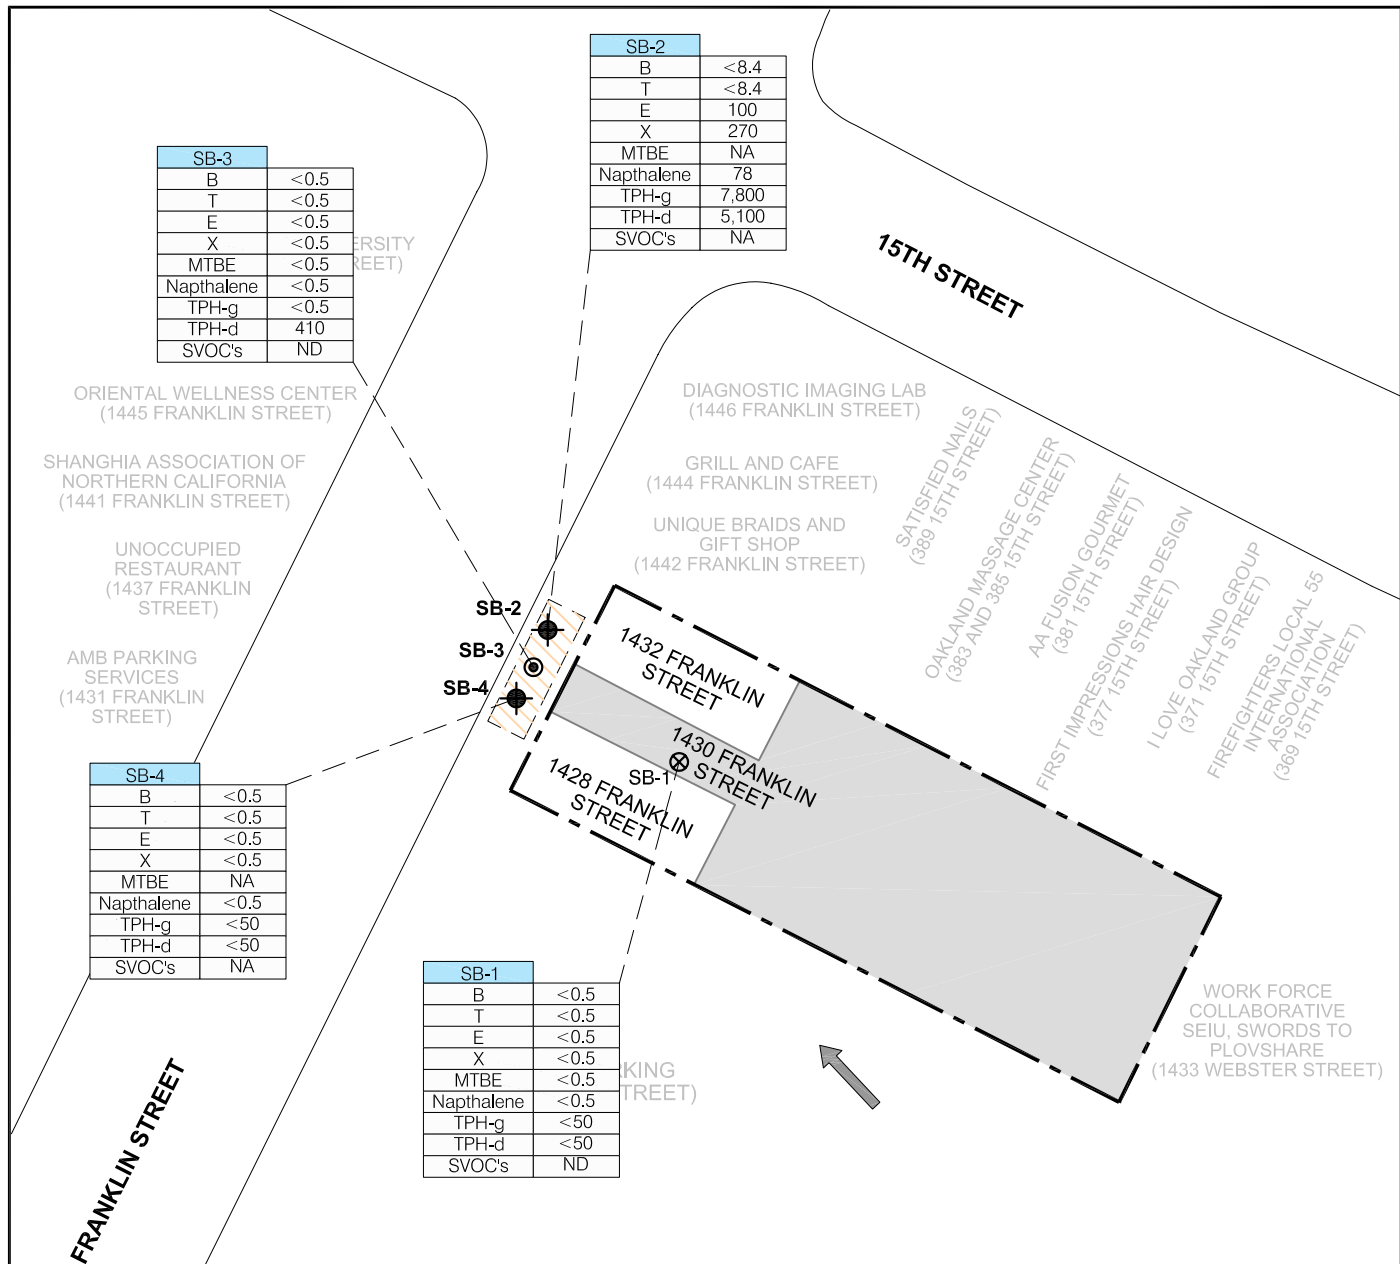 SB-2
B <8.4
T <8.4
E 100
X 270
MTBE NA
Napthalene 78
TPH-g 7,800
TPH-d 5,100
SVOC's NA
SB-3
B <0.5
T <0.5
E <0.5
X <0.5
MTBE <0.5
Napthalene <0.5
TPH-g <0.5
TPH-d 410
SVOC's ND
ERSITY
REET)
15TH STREET
ORIENTAL WELLNESS CENTER
(1445 FRANKLIN STREET)
SHANGHIA ASSOCIATION OF
NORTHERN CALIFORNIA
(1441 FRANKLIN STREET)
UNOCCUPIED
RESTAURANT
(1437 FRANKLIN
STREET)
AMB PARKING
SERVICES
(1431 FRANKLIN
STREET)
DIAGNOSTIC IMAGING LAB
(1446 FRANKLIN STREET)
GRILL AND CAFE
(1444 FRANKLIN STREET)
UNIQUE BRAIDS AND
GIFT SHOP
(1442 FRANKLIN STREET)
SATISFIED NAILS
(389 15TH STREET)
OAKLAND MASSAGE CENTER
(383 AND 385 15TH STREET)
AA FUSION GOURMET
(381 15TH STREET)
FIRST IMPRESSIONS HAIR DESIGN
(377 15TH STREET)
I LOVE OAKLAND GROUP
(371 15TH STREET)
FIREFIGHTERS LOCAL 55
INTERNATIONAL
ASSOCIATION
(369 15TH STREET)
SB-2
SB-3
SB-4
1432 FRANKLIN
STREET
1430 FRANKLIN
STREET
SB-1
1428 FRANKLIN
STREET
SB-4
B <0.5
T <0.5
E <0.5
X <0.5
MTBE NA
Napthalene <0.5
TPH-g <50
TPH-d <50
SVOC's NA
SB-1
B <0.5
T <0.5
E <0.5
X <0.5
MTBE <0.5
Napthalene <0.5
TPH-g <50
TPH-d <50
SVOC's ND
KING
TREET)
WORK FORCE
COLLABORATIVE
SEIU, SWORDS TO
PLOVSHARE
(1433 WEBSTER STREET)
FRANKLIN STREET